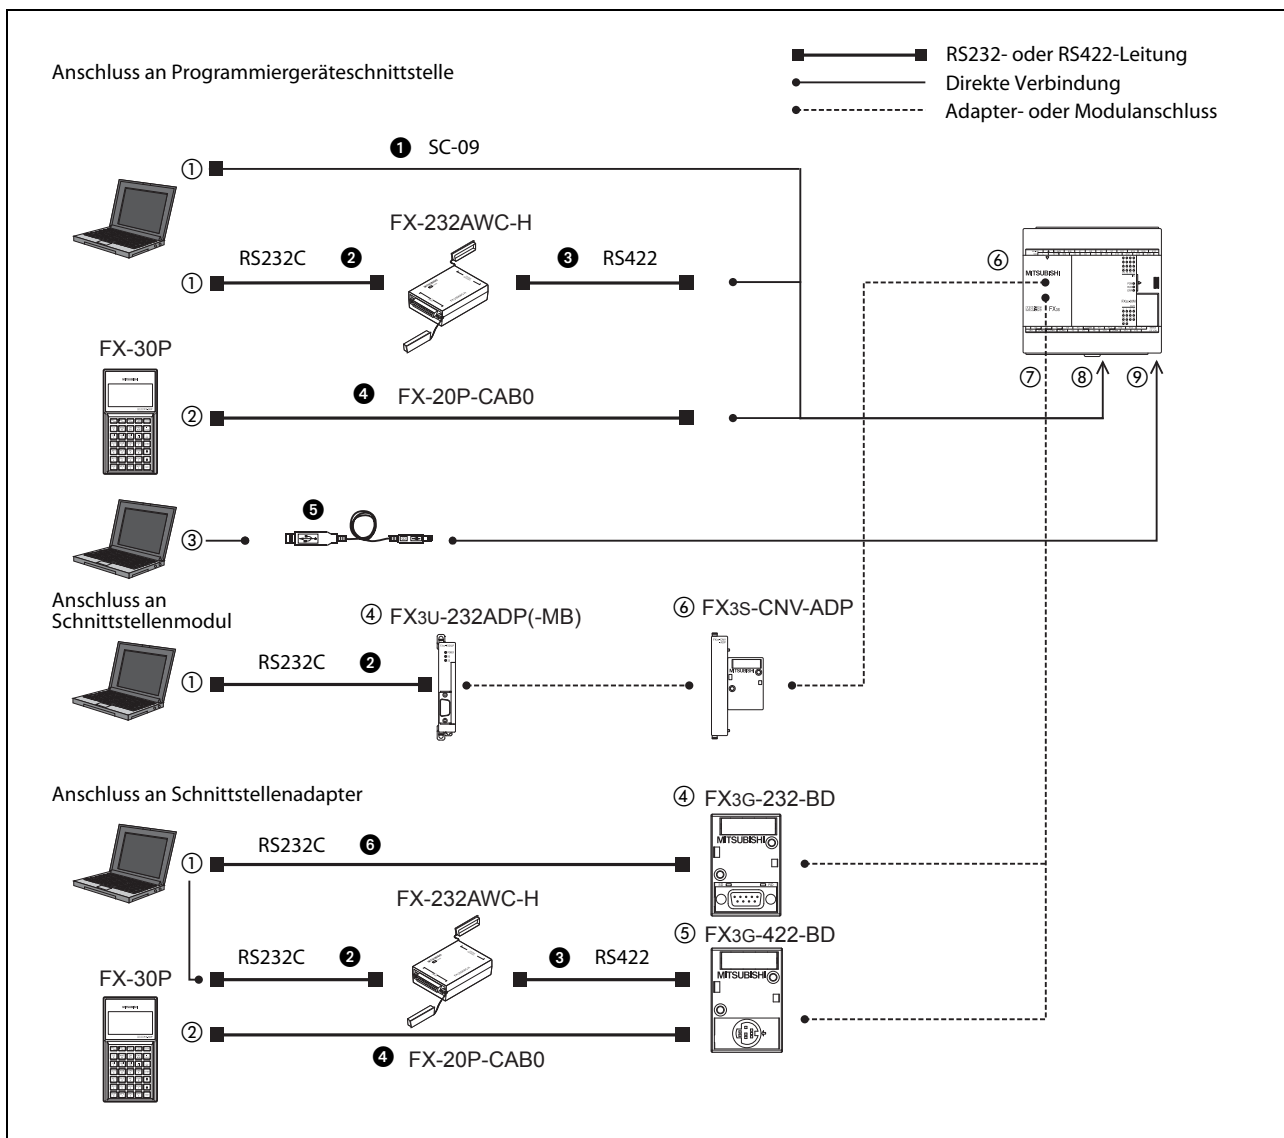 Anschluss an Programmiergeräteschnittstelle
RS232- oder RS422-Leitung
Direkte Verbindung
Adapter- oder Modulanschluss
① ❶ SC-09
FX-232AWC-H
① RS232C ❷ ❸ RS422
⑥
MITSUBISHI
FX-30P
❹ FX-20P-CAB0
②
⑦ ⑧ ⑨
③ ❺
Anschluss an
Schnittstellenmodul
④ FX3U-232ADP(-MB)
⑥ FX3S-CNV-ADP
① RS232C ❷
MITSUBISHI
Anschluss an Schnittstellenadapter
④ FX3G-232-BD
① RS232C ❻
MITSUBISHI
FX-232AWC-H
⑤ FX3G-422-BD
RS232C ❷ ❸ RS422
MITSUBISHI
FX-30P
②
❹ FX-20P-CAB0